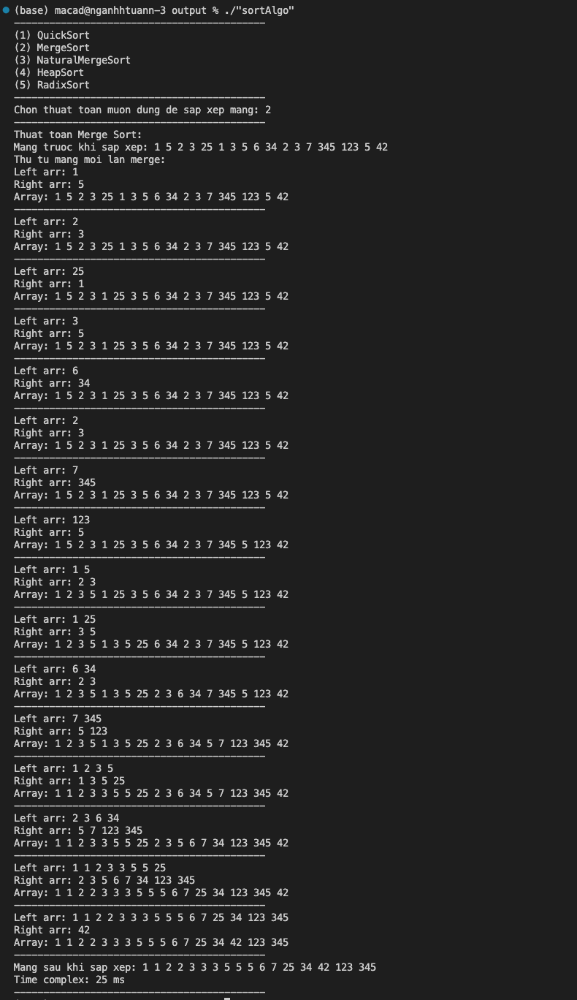 (base) macad@nganhhtuann-3 output % ./"sortAlgo"
-------------------------------------------
(1) QuickSort
(2) MergeSort
(3) NaturalMergeSort
(4) HeapSort
(5) RadixSort
-------------------------------------------
Chon thuat toan muon dung de sap xep mang: 2
-------------------------------------------
Thuat toan Merge Sort:
Mang truoc khi sap xep: 1 5 2 3 25 1 3 5 6 34 2 3 7 345 123 5 42
Thu tu mang moi lan merge:
Left arr: 1
Right arr: 5
Array: 1 5 2 3 25 1 3 5 6 34 2 3 7 345 123 5 42
-------------------------------------------
Left arr: 2
Right arr: 3
Array: 1 5 2 3 25 1 3 5 6 34 2 3 7 345 123 5 42
-------------------------------------------
Left arr: 25
Right arr: 1
Array: 1 5 2 3 1 25 3 5 6 34 2 3 7 345 123 5 42
-------------------------------------------
Left arr: 3
Right arr: 5
Array: 1 5 2 3 1 25 3 5 6 34 2 3 7 345 123 5 42
-------------------------------------------
Left arr: 6
Right arr: 34
Array: 1 5 2 3 1 25 3 5 6 34 2 3 7 345 123 5 42
-------------------------------------------
Left arr: 2
Right arr: 3
Array: 1 5 2 3 1 25 3 5 6 34 2 3 7 345 123 5 42
-------------------------------------------
Left arr: 7
Right arr: 345
Array: 1 5 2 3 1 25 3 5 6 34 2 3 7 345 123 5 42
-------------------------------------------
Left arr: 123
Right arr: 5
Array: 1 5 2 3 1 25 3 5 6 34 2 3 7 345 5 123 42
-------------------------------------------
Left arr: 1 5
Right arr: 2 3
Array: 1 2 3 5 1 25 3 5 6 34 2 3 7 345 5 123 42
-------------------------------------------
Left arr: 1 25
Right arr: 3 5
Array: 1 2 3 5 1 3 5 25 6 34 2 3 7 345 5 123 42
-------------------------------------------
Left arr: 6 34
Right arr: 2 3
Array: 1 2 3 5 1 3 5 25 2 3 6 34 7 345 5 123 42
-------------------------------------------
Left arr: 7 345
Right arr: 5 123
Array: 1 2 3 5 1 3 5 25 2 3 6 34 5 7 123 345 42
-------------------------------------------
Left arr: 1 2 3 5
Right arr: 1 3 5 25
Array: 1 1 2 3 3 5 5 25 2 3 6 34 5 7 123 345 42
-------------------------------------------
Left arr: 2 3 6 34
Right arr: 5 7 123 345
Array: 1 1 2 3 3 5 5 25 2 3 5 6 7 34 123 345 42
-------------------------------------------
Left arr: 1 1 2 3 3 5 5 25
Right arr: 2 3 5 6 7 34 123 345
Array: 1 1 2 2 3 3 3 5 5 5 6 7 25 34 123 345 42
-------------------------------------------
Left arr: 1 1 2 2 3 3 3 5 5 5 6 7 25 34 123 345
Right arr: 42
Array: 1 1 2 2 3 3 3 5 5 5 6 7 25 34 42 123 345
-------------------------------------------
Mang sau khi sap xep: 1 1 2 2 3 3 3 5 5 5 6 7 25 34 42 123 345
Time complex: 25 ms
-------------------------------------------